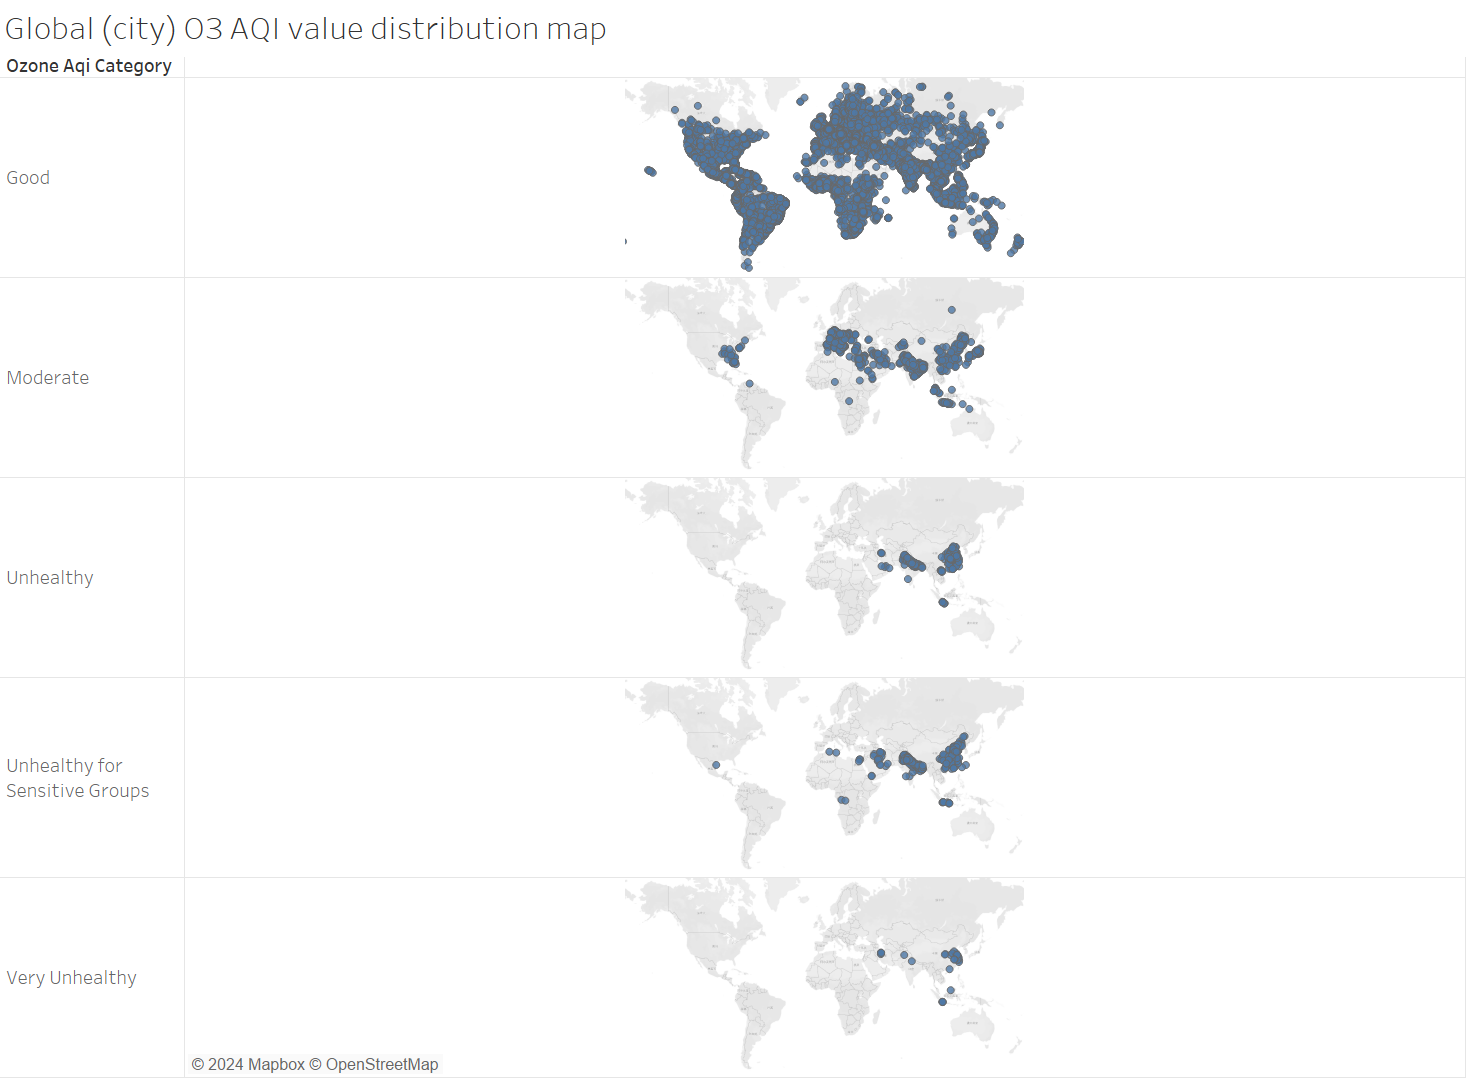 Global (city) O3 AQI value distribution map
Ozone Aqi Category
Good
Moderate
Unhealthy
Unhealthy for
Sensitive Groups
Very Unhealthy
© 2024 Mapbox © OpenStreetMap